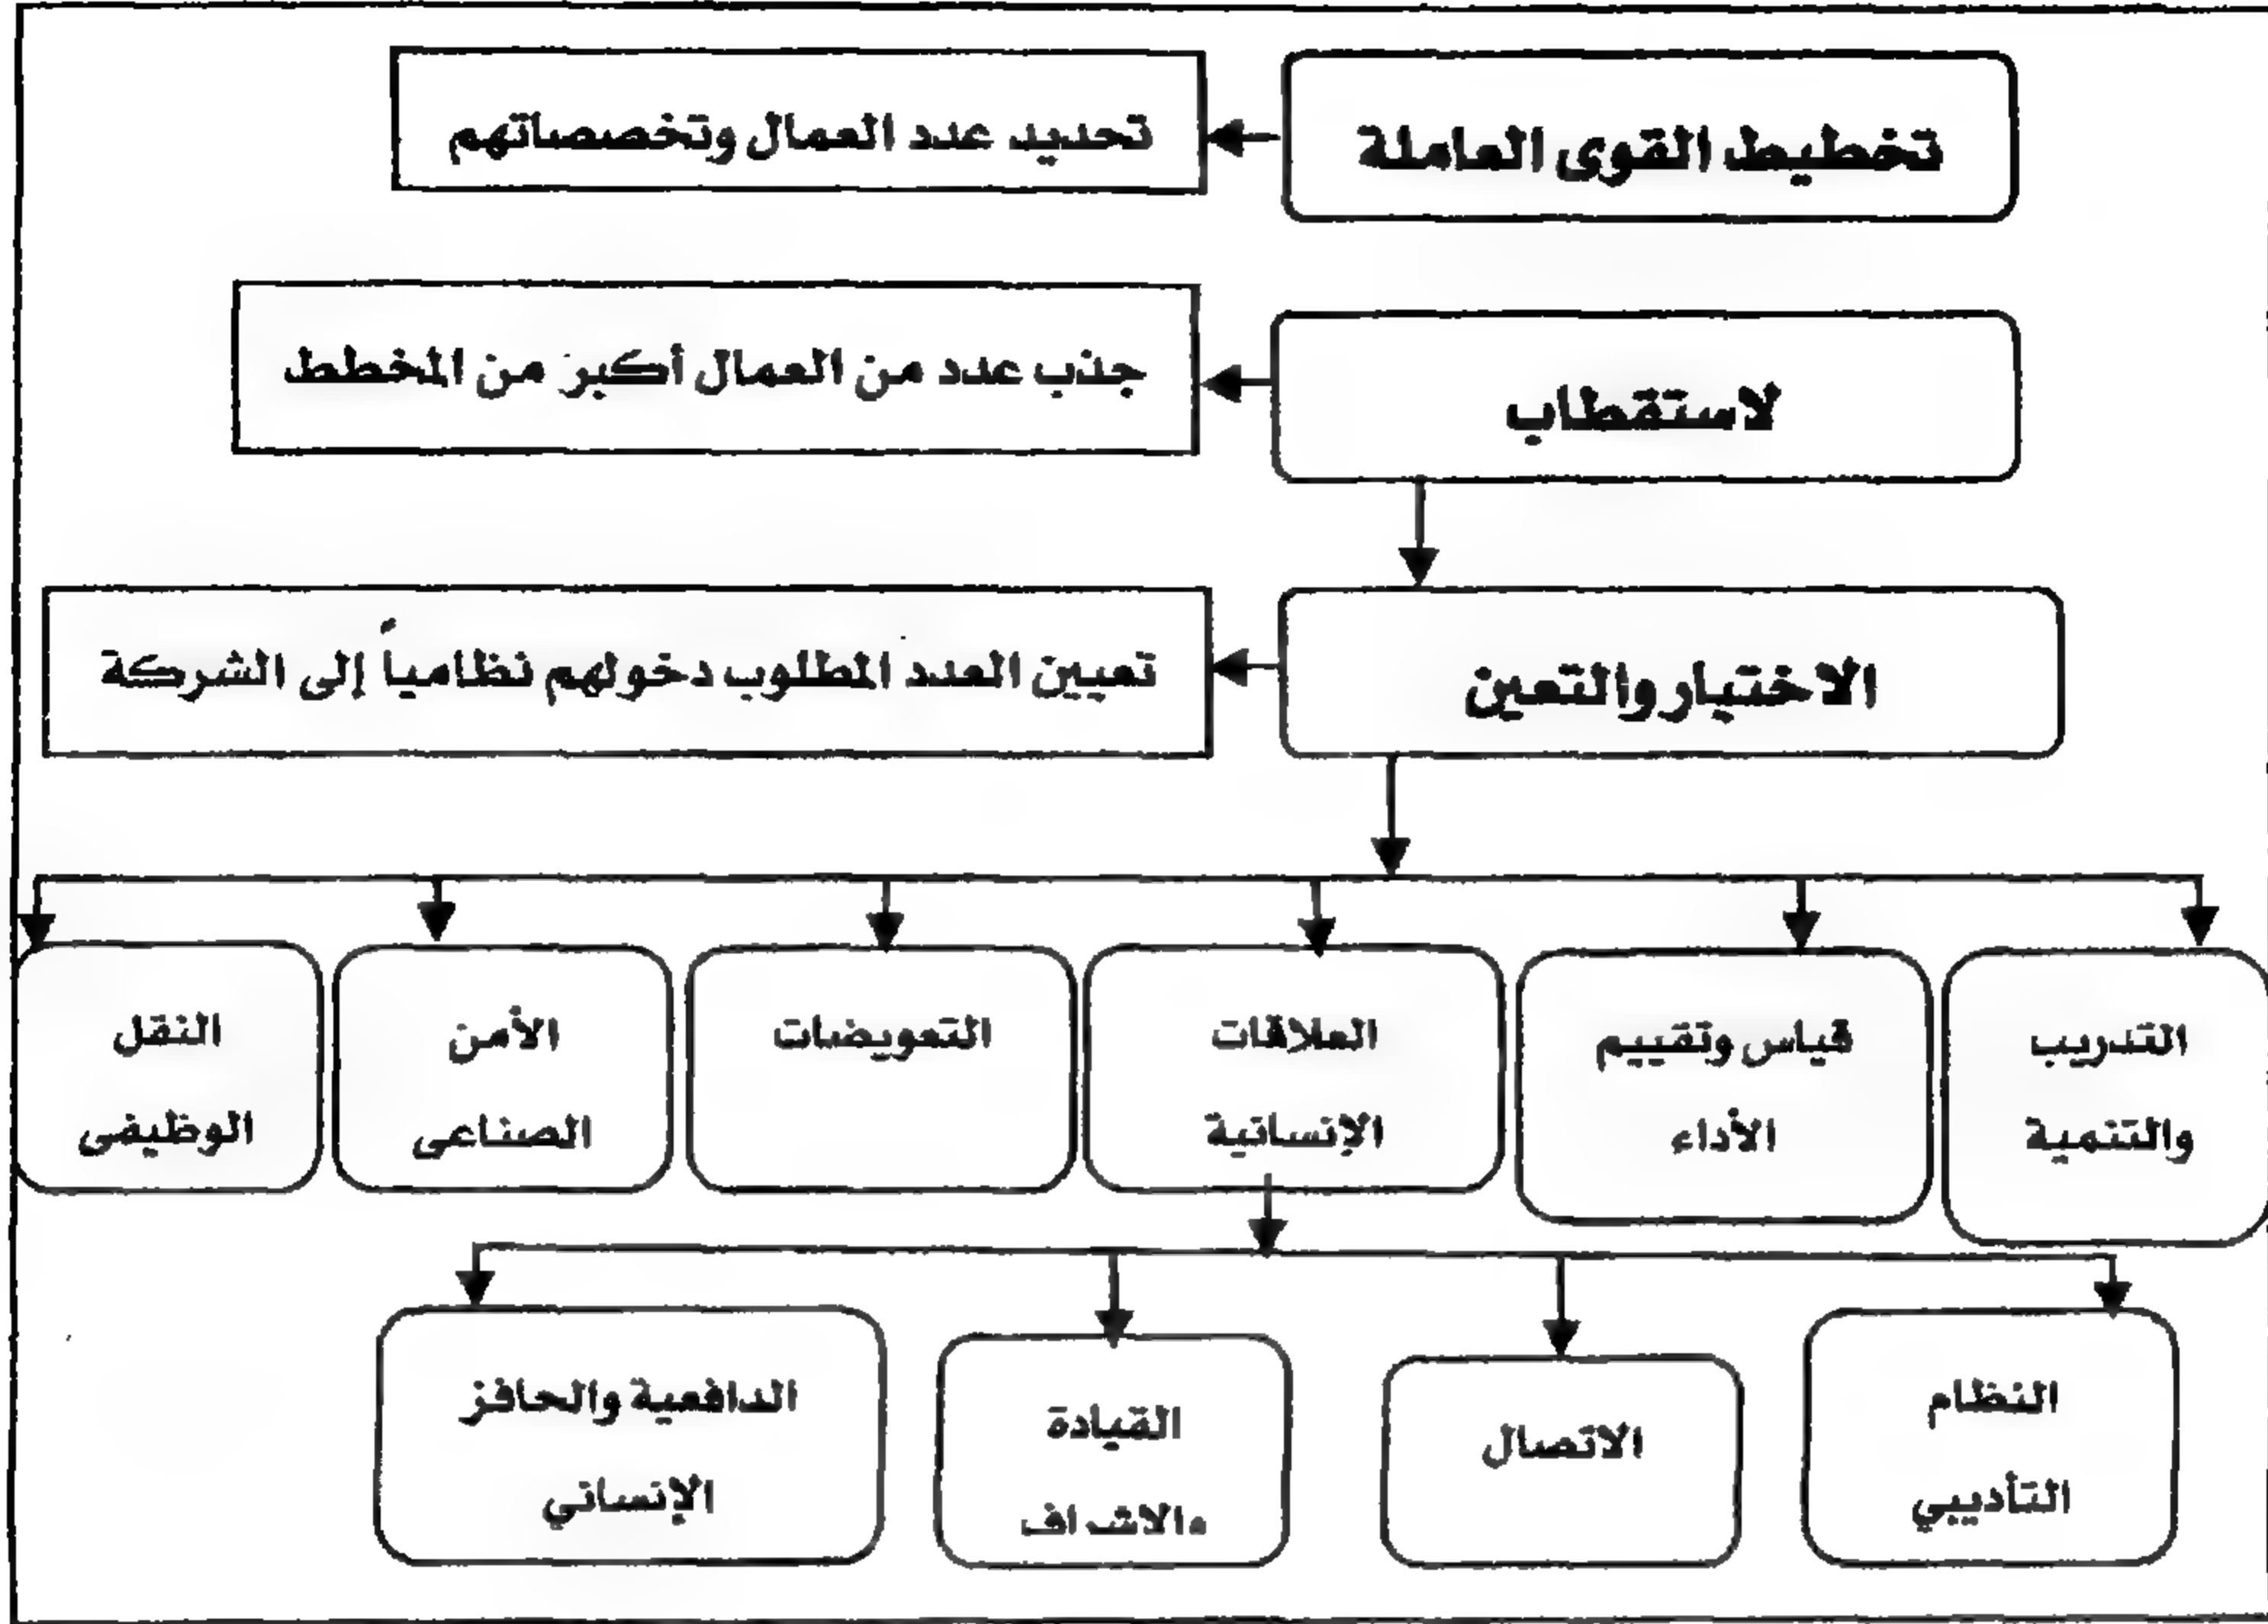 تخطيط القوى العاملة
تحديد عدد العمال وتخصصاتهم
لاستقطاب
جذب عدد من العمال أكبر من المخطط
الاختيار والتعين
تعيين العدد المطلوب دخولهم نظامياً إلى الشركة
التدريب
والتنمية
قياس وتقييم
الأداء
العلاقات
الإنسانية
التعويضات
الأمن
الصناعى
النقل
الوظيفى
النظام
التأديبي
الاتصال
القيادة
والاشراف
الدافعية والحافز
الإنساني